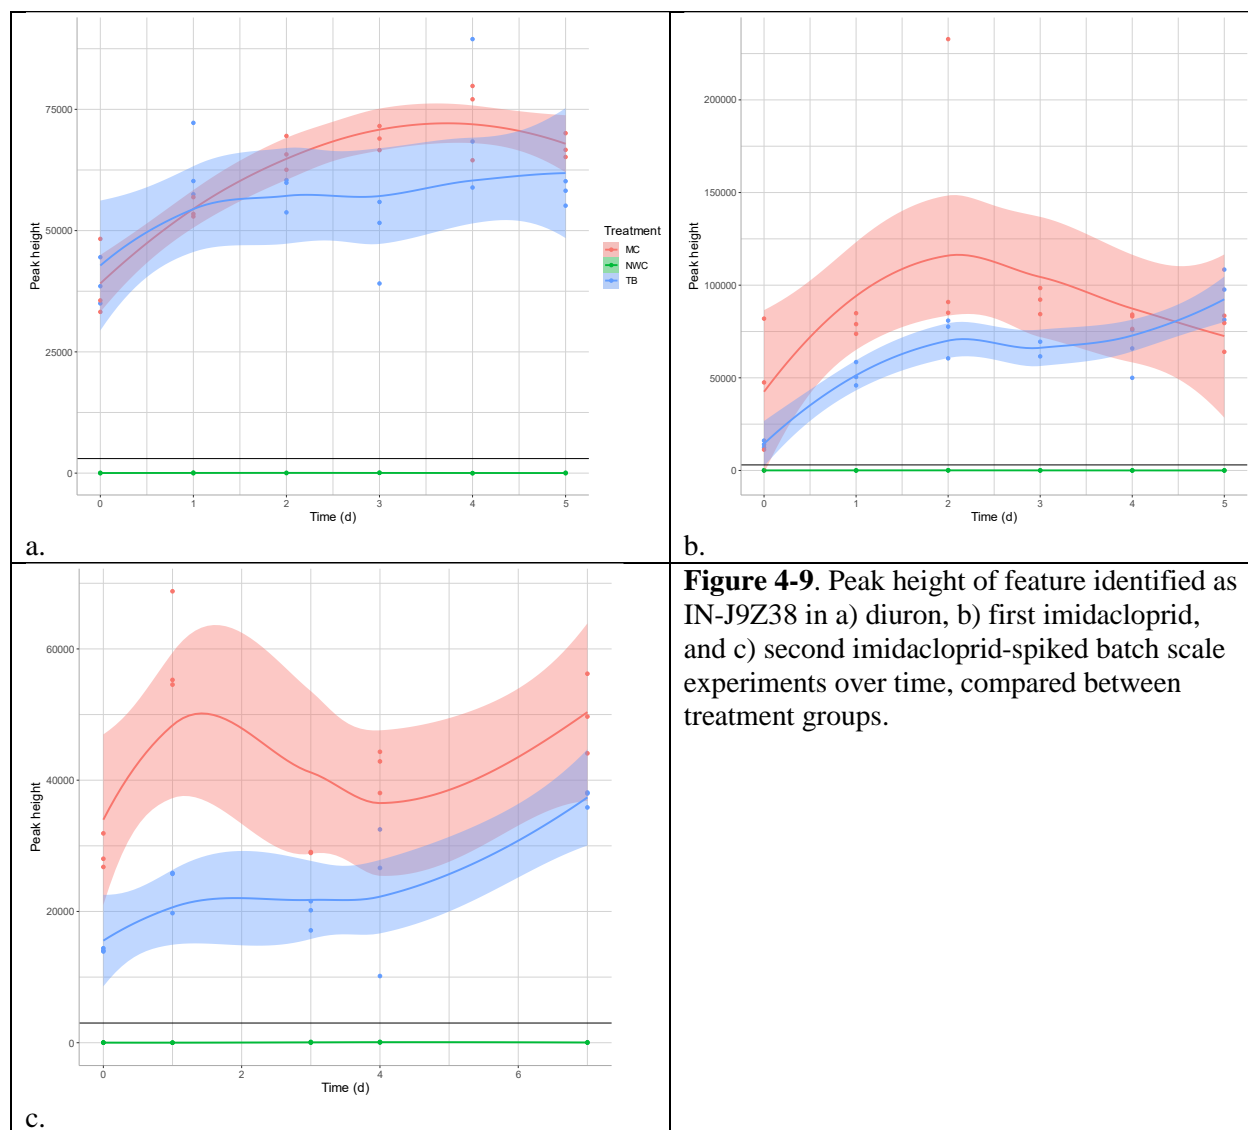 75000
50000
25000
0
Peak height
0
1
2
3
4
5
Time (d)
Treatment
MC
NWC
TB
a.
200000
150000
100000
50000
0
Peak height
0
1
2
3
4
5
Time (d)
b.
60000
40000
20000
0
Peak height
0
2
4
6
Time (d)
c.
Figure 4-9. Peak height of feature identified as
IN-J9Z38 in a) diuron, b) first imidacloprid,
and c) second imidacloprid-spiked batch scale
experiments over time, compared between
treatment groups.